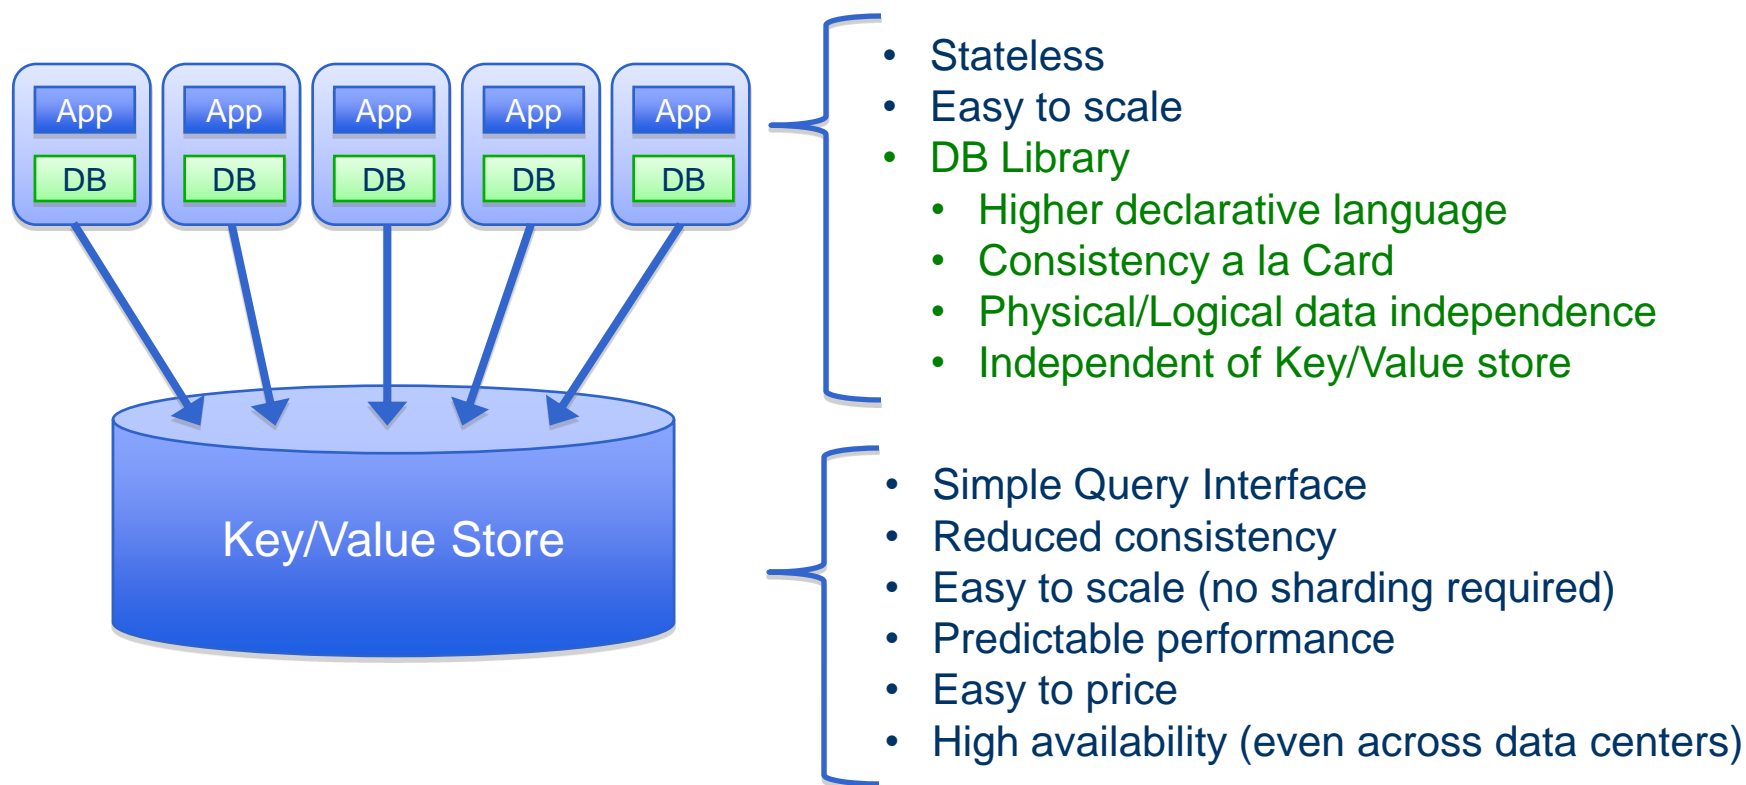 App App App App App
DB DB DB DB DB
Key/Value Store
• Stateless
• Easy to scale
• DB Library
• Higher declarative language
• Consistency a la Card
• Physical/Logical data independence
• Independent of Key/Value store
• Simple Query Interface
• Reduced consistency
• Easy to scale (no sharding required)
• Predictable performance
• Easy to price
• High availability (even across data centers)